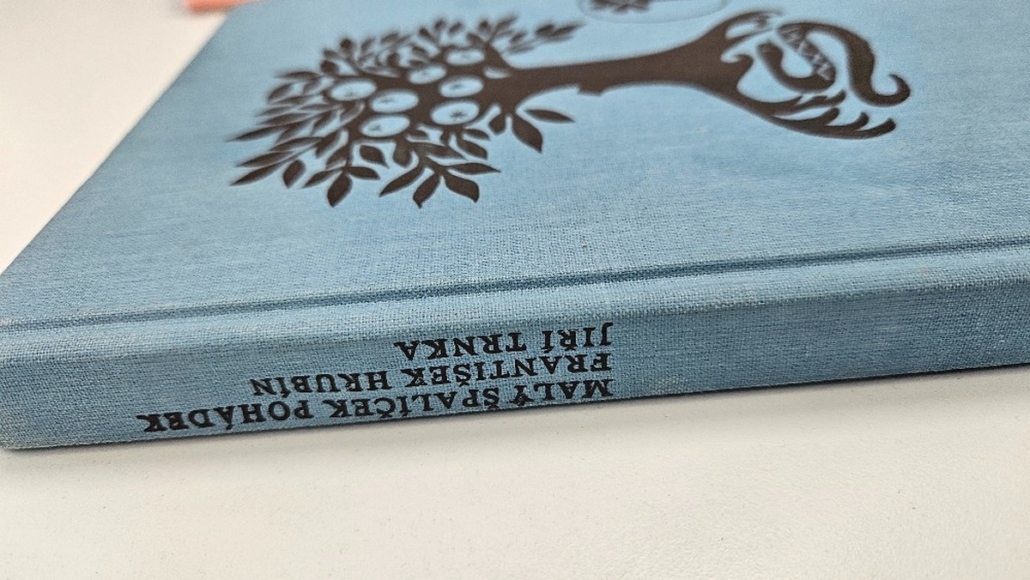 MALÝ ŠPALÍČEK POHÁDEK
FRANTIŠEK HRUBÍN
JIŘÍ TRNKA